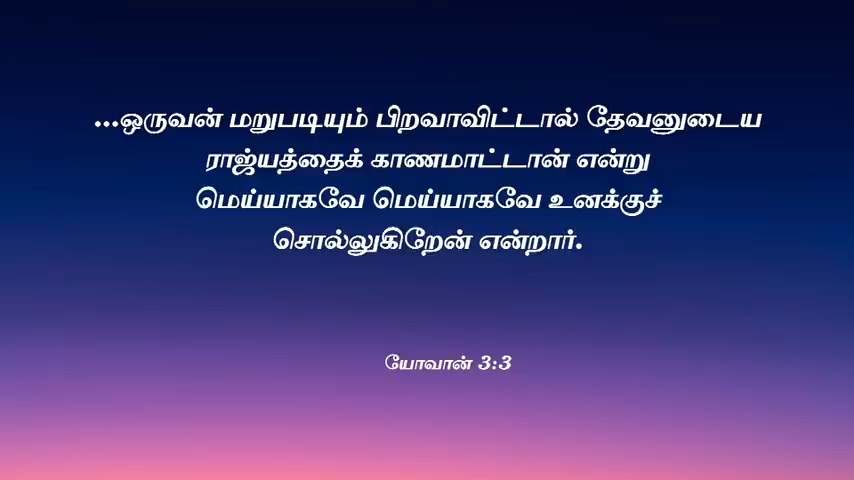 ...ஒருவன் மறுபடியும் பிறவாவிட்டால் தேவனுடைய
ராஜ்யத்தைக் காணமாட்டான் என்று
மெய்யாகவே மெய்யாகவே உனக்குச்
சொல்லுகிறேன் என்றார்.
யோவான் 3:3